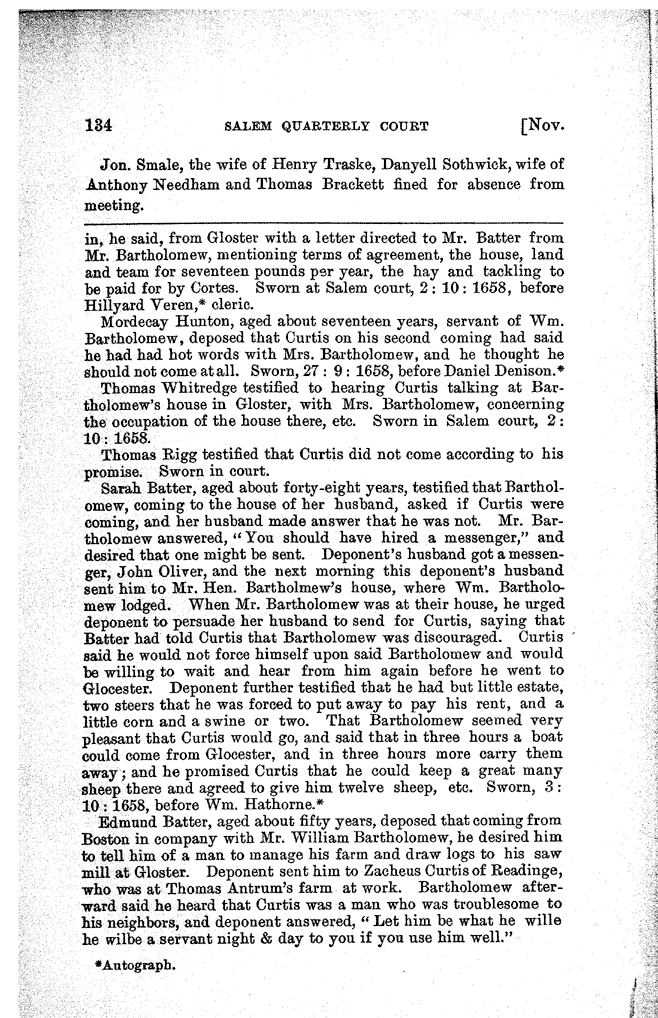 134 SALEM QUARTERLY COURT [Nov.
Jon. Smale, the wife of Henry Traske, Danyell Sothwick, wife of
Anthony Needham and Thomas Brackett fined for absence from
meeting.
in, he said, from Gloster with a letter directed to Mr. Batter from
Mr. Bartholomew, mentioning terms of agreement, the house, land
and team for seventeen pounds per year, the hay and tackling to
be paid for by Cortes. Sworn at Salem court, 2 : 10 : 1658, before
Hillyard Veren,* cleric.
Mordecay Hunton, aged about seventeen years, servant of Wm.
Bartholomew, deposed that Curtis on his second coming had said
he had had hot words with Mrs. Bartholomew, and he thought he
should not come at all. Sworn, 27 : 9 : 1658, before Daniel Denison.*
Thomas Whitredge testified to hearing Curtis talking at Bar-
tholomew's house in Gloster, with Mrs. Bartholomew, concerning
the occupation of the house there, etc. Sworn in Salem court, 2 :
10 : 1658.
Thomas Rigg testified that Curtis did not come according to his
promise. Sworn in court.
Sarah Batter, aged about forty-eight years, testified that Barthol-
omew, coming to the house of her husband, asked if Curtis were
coming, and her husband made answer that he was not. Mr. Bar-
tholomew answered, "You should have hired a messenger," and
desired that one might be sent. Deponent's husband got a messen-
ger, John Oliver, and the next morning this deponent's husband
sent him to Mr. Hen. Bartholmew's house, where Wm. Bartholo-
mew lodged. When Mr. Bartholomew was at their house, he urged
deponent to persuade her husband to send for Curtis, saying that
Batter had told Curtis that Bartholomew was discouraged. Curtis
said he would not force himself upon said Bartholomew and would
be willing to wait and hear from him again before he went to
Glocester. Deponent further testified that he had but little estate,
two steers that he was forced to put away to pay his rent, and a
little corn and a swine or two. That Bartholomew seemed very
pleasant that Curtis would go, and said that in three hours a boat
could come from Glocester, and in three hours more carry them
away; and he promised Curtis that he could keep a great many
sheep there and agreed to give him twelve sheep, etc. Sworn, 3 :
10 : 1658, before Wm. Hathorne.*
Edmund Batter, aged about fifty years, deposed that coming from
Boston in company with Mr. William Bartholomew, he desired him
to tell him of a man to manage his farm and draw logs to his saw
mill at Gloster. Deponent sent him to Zacheus Curtis of Readinge,
who was at Thomas Antrum's farm at work. Bartholomew after-
ward said he heard that Curtis was a man who was troublesome to
his neighbors, and deponent answered, "Let him be what he wille
he wilbe a servant night & day to you if you use him well."
*Autograph.